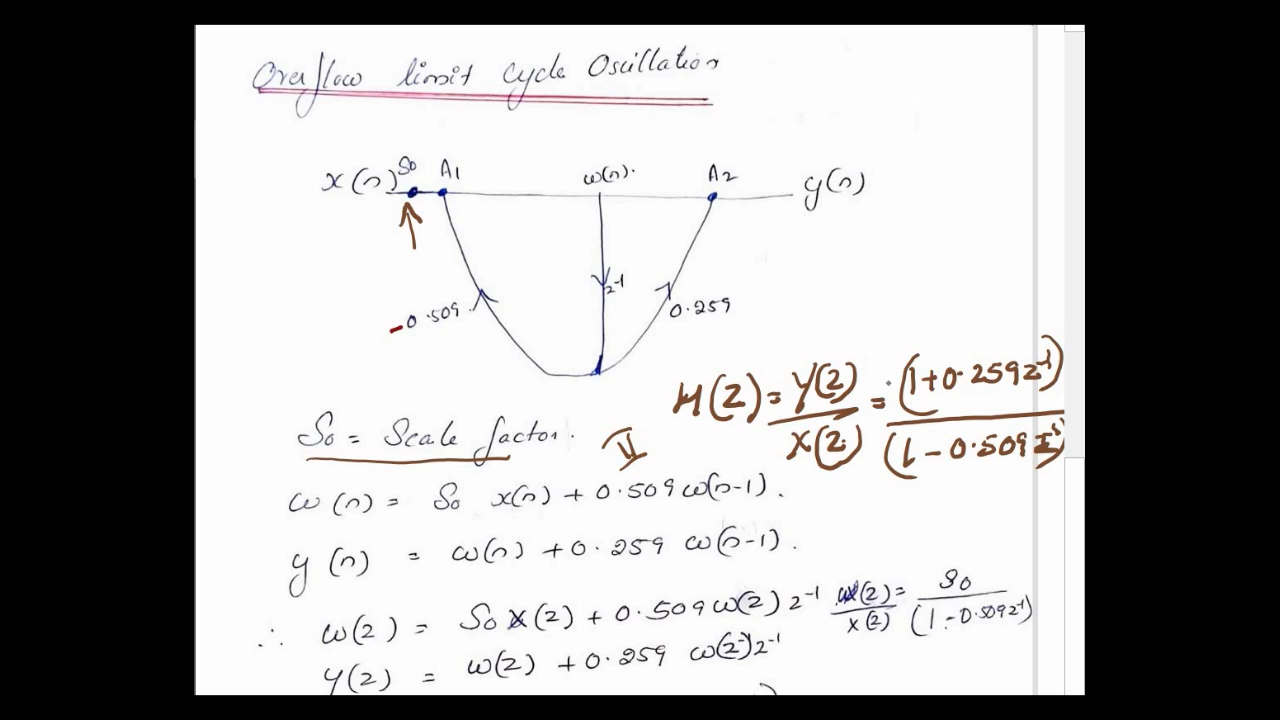 Overflow limit cycle Oscillation
x(n) S0 A1 w(n). A2 y(n)
z-1
-0.509 0.259
H(z) = Y(z) / X(z) = (1+0.259z-1) / (1-0.509z-1)
S0 = Scale factor. II
w(n) = S0 x(n) + 0.509 w(n-1).
y(n) = w(n) + 0.259 w(n-1).
∴ w(z) = S0 X(z) + 0.509 w(z) z-1 w(z) / x(z) = S0 / (1-0.509z-1)
Y(z) = w(z) + 0.259 w(z) z-1